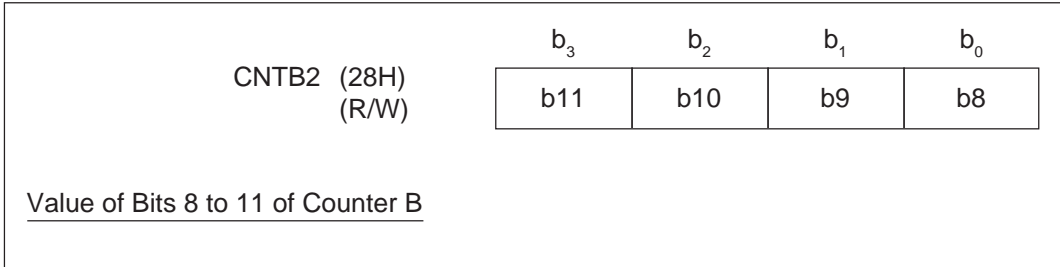 b3 b2 b1 b0
CNTB2 (28H)
(R/W)
b11 b10 b9 b8
Value of Bits 8 to 11 of Counter B